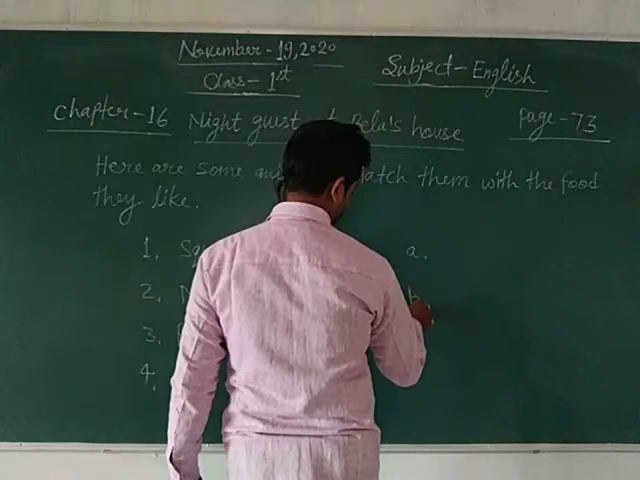 November-19,2020
Class-1st
Subject-English
Chapter-16 Night guest Bela's house Page-73
Here are some match them with the food
they like.
1. a.
2.
3.
4.